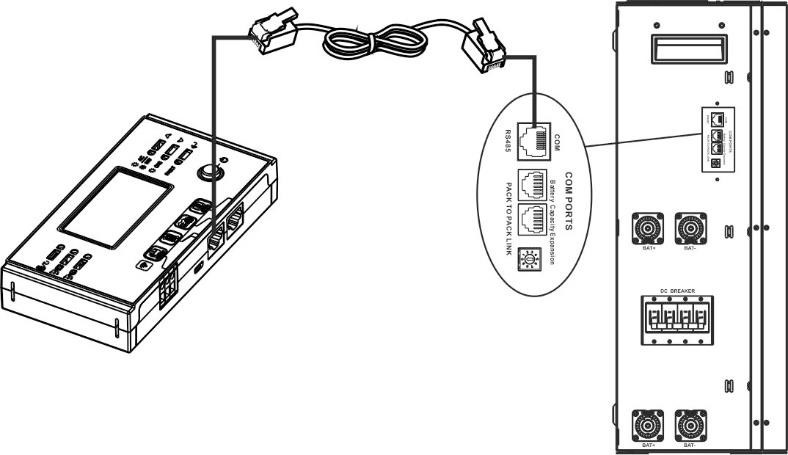 COM
RS485
COM PORTS
Battery Capacity Expansion
PACK TO PACK LINK
BAT+
BAT-
DC BREAKER
BAT+
BAT-